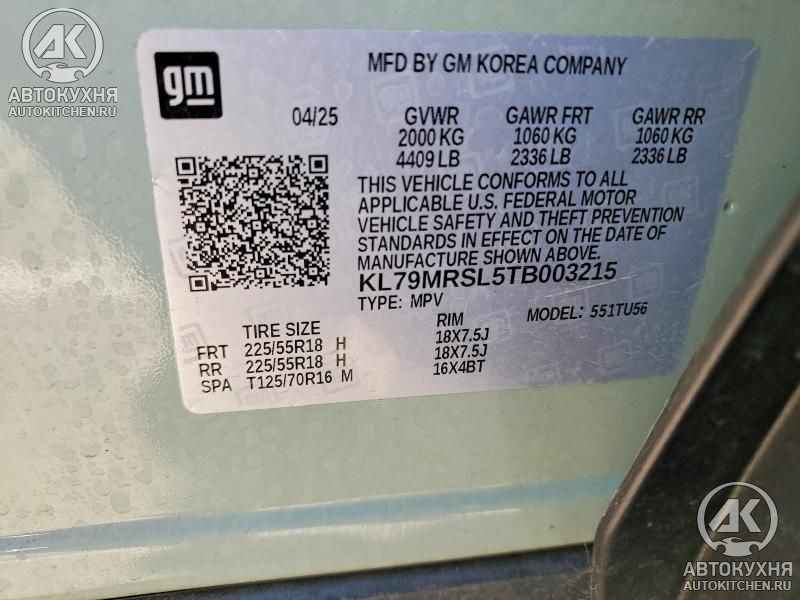 AK
АВТОКУХНЯ
AUTOKITCHEN.RU
gm
MFD BY GM KOREA COMPANY
04/25 GVWR GAWR FRT GAWR RR
2000 KG 1060 KG 1060 KG
4409 LB 2336 LB 2336 LB
THIS VEHICLE CONFORMS TO ALL
APPLICABLE U.S. FEDERAL MOTOR
VEHICLE SAFETY AND THEFT PREVENTION
STANDARDS IN EFFECT ON THE DATE OF
MANUFACTURE SHOWN ABOVE.
KL79MRSL5TB003215
TYPE: MPV MODEL: 551TU56
TIRE SIZE RIM
FRT 225/55R18 H 18X7.5J
RR 225/55R18 H 18X7.5J
SPA T125/70R16 M 16X4BT
AK
АВТОКУХНЯ
AUTOKITCHEN.RU